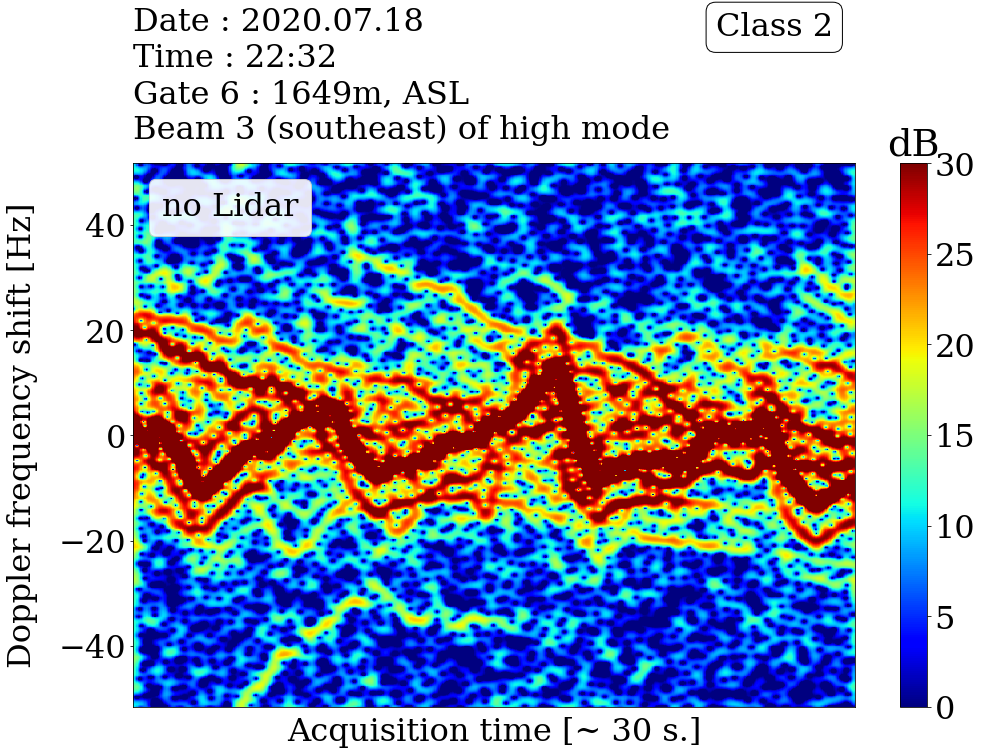 Date : 2020.07.18
Time : 22:32
Gate 6 : 1649m, ASL
Beam 3 (southeast) of high mode
Class 2
dB
no Lidar
Doppler frequency shift [Hz]
40
20
0
−20
−40
30
25
20
15
10
5
0
Acquisition time [~ 30 s.]